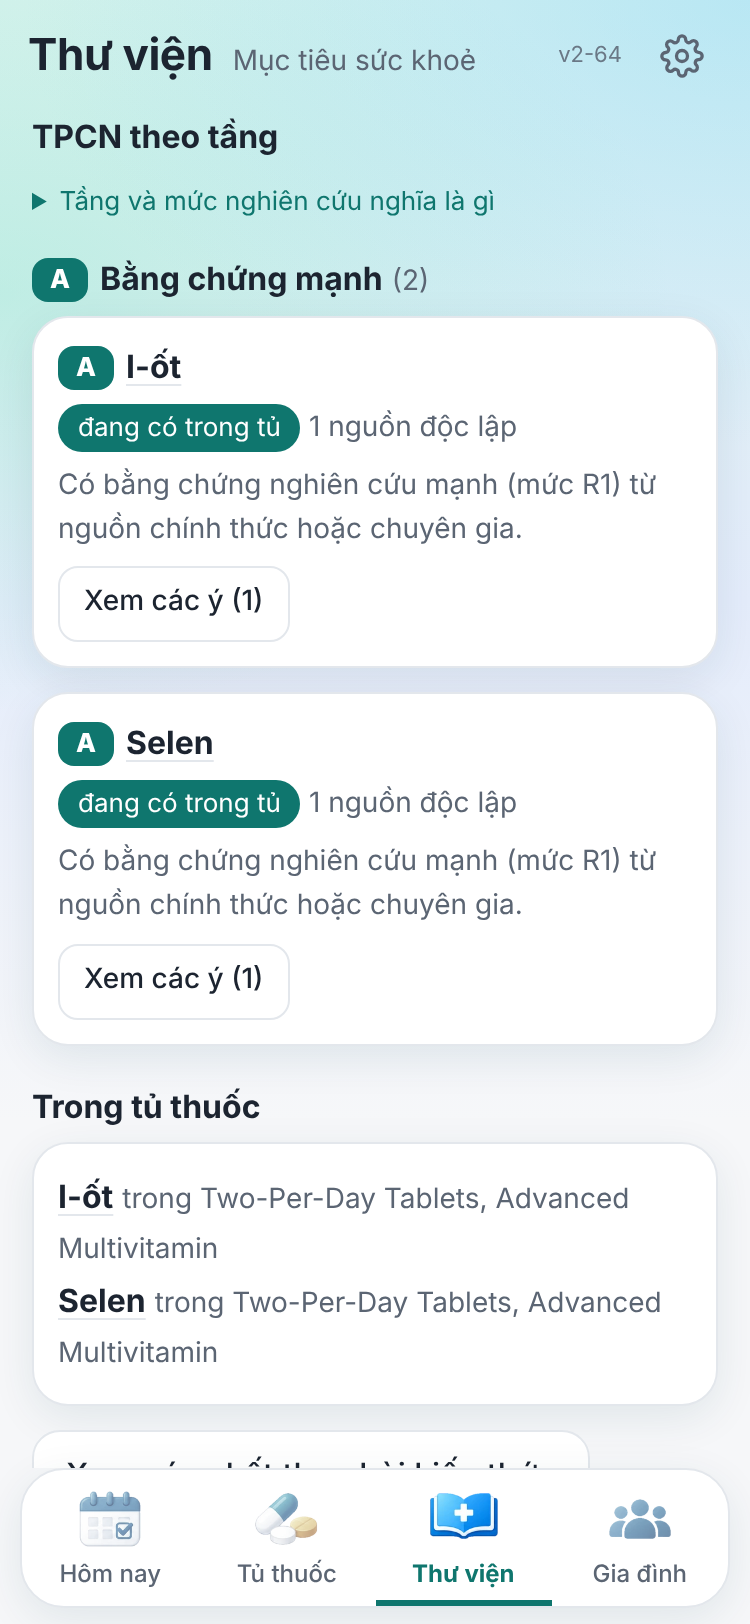 Thư viện Mục tiêu sức khoẻ v2-64
TPCN theo tầng
▶ Tầng và mức nghiên cứu nghĩa là gì
A Bằng chứng mạnh (2)
A I-ốt
đang có trong tủ 1 nguồn độc lập
Có bằng chứng nghiên cứu mạnh (mức R1) từ
nguồn chính thức hoặc chuyên gia.
Xem các ý (1)
A Selen
đang có trong tủ 1 nguồn độc lập
Có bằng chứng nghiên cứu mạnh (mức R1) từ
nguồn chính thức hoặc chuyên gia.
Xem các ý (1)
Trong tủ thuốc
I-ốt trong Two-Per-Day Tablets, Advanced
Multivitamin
Selen trong Two-Per-Day Tablets, Advanced
Multivitamin
Hôm nay Tủ thuốc Thư viện Gia đình